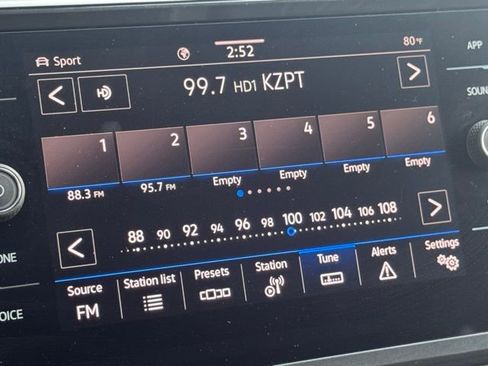 Sport
2:52
80°F
APP
99.7 HD1 KZPT
SOUN
1 2 3 4 5 6
88.3 FM 95.7 FM Empty Empty Empty Empty
88 90 92 94 96 98 100 102 104 106 108
ONE
Source Station list Presets Station Tune Alerts Settings
FM
OICE